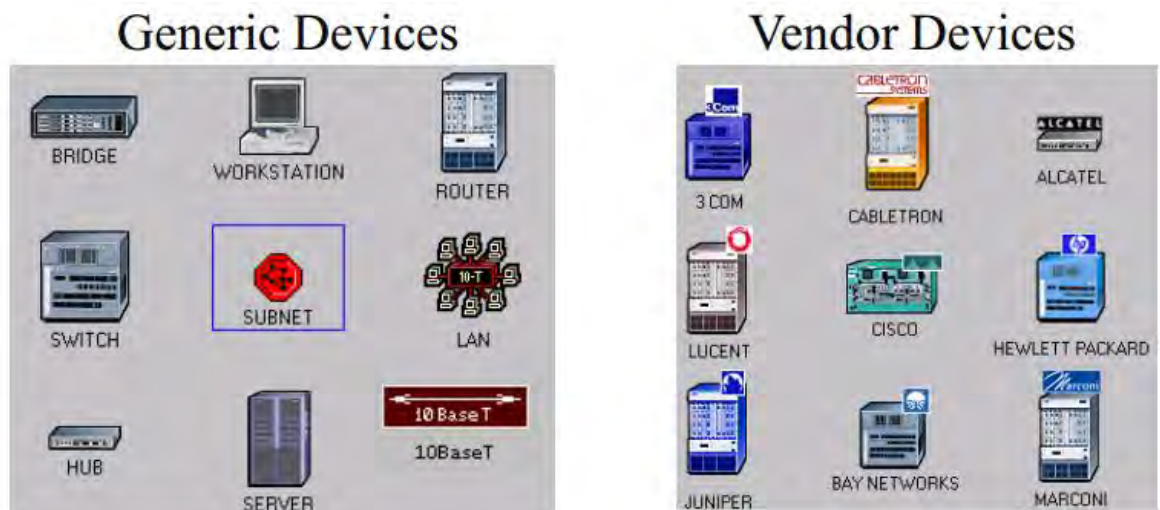 Generic Devices
Vendor Devices
BRIDGE
WORKSTATION
ROUTER
SWITCH
SUBNET
10-T
LAN
HUB
SERVER
10BaseT
10BaseT
3Com
3 COM
CABLETRON
SYSTEMS
CABLETRON
ALCATEL
ALCATEL
LUCENT
CISCO
hp
HEWLETT PACKARD
JUNIPER
BAY NETWORKS
Marconi
MARCONI